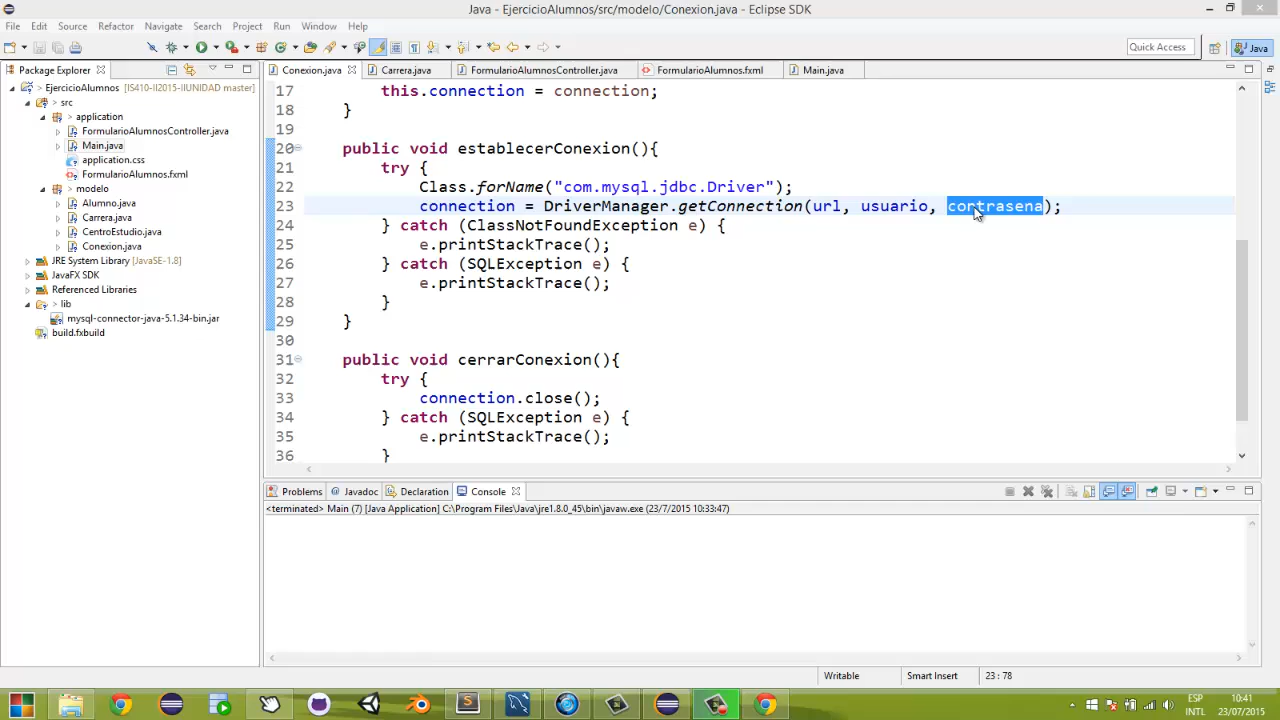 Java - EjercicioAlumnos/src/modelo/Conexion.java - Eclipse SDK
File Edit Source Refactor Navigate Search Project Run Window Help
Quick Access
Java
Package Explorer
Conexion.java Carrera.java FormularioAlumnosController.java FormularioAlumnos.fxml Main.java
EjercicioAlumnos [IS410-II2015-IIUNIDAD master]
> src
> application
FormularioAlumnosController.java
Main.java
application.css
FormularioAlumnos.fxml
> modelo
Alumno.java
Carrera.java
CentroEstudio.java
Conexion.java
JRE System Library [JavaSE-1.8]
JavaFX SDK
Referenced Libraries
> lib
mysql-connector-java-5.1.34-bin.jar
build.fxbuild
17 this.connection = connection;
18 }
19
20 public void establecerConexion(){
21 try {
22 Class.forName("com.mysql.jdbc.Driver");
23 connection = DriverManager.getConnection(url, usuario, contrasena);
24 } catch (ClassNotFoundException e) {
25 e.printStackTrace();
26 } catch (SQLException e) {
27 e.printStackTrace();
28 }
29 }
30
31 public void cerrarConexion(){
32 try {
33 connection.close();
34 } catch (SQLException e) {
35 e.printStackTrace();
36 }
Problems Javadoc Declaration Console
<terminated> Main (7) [Java Application] C:\Program Files\Java\jre1.8.0_45\bin\javaw.exe (23/7/2015 10:33:47)
Writable Smart Insert 23 : 78
ESP
INTL
10:41
23/07/2015